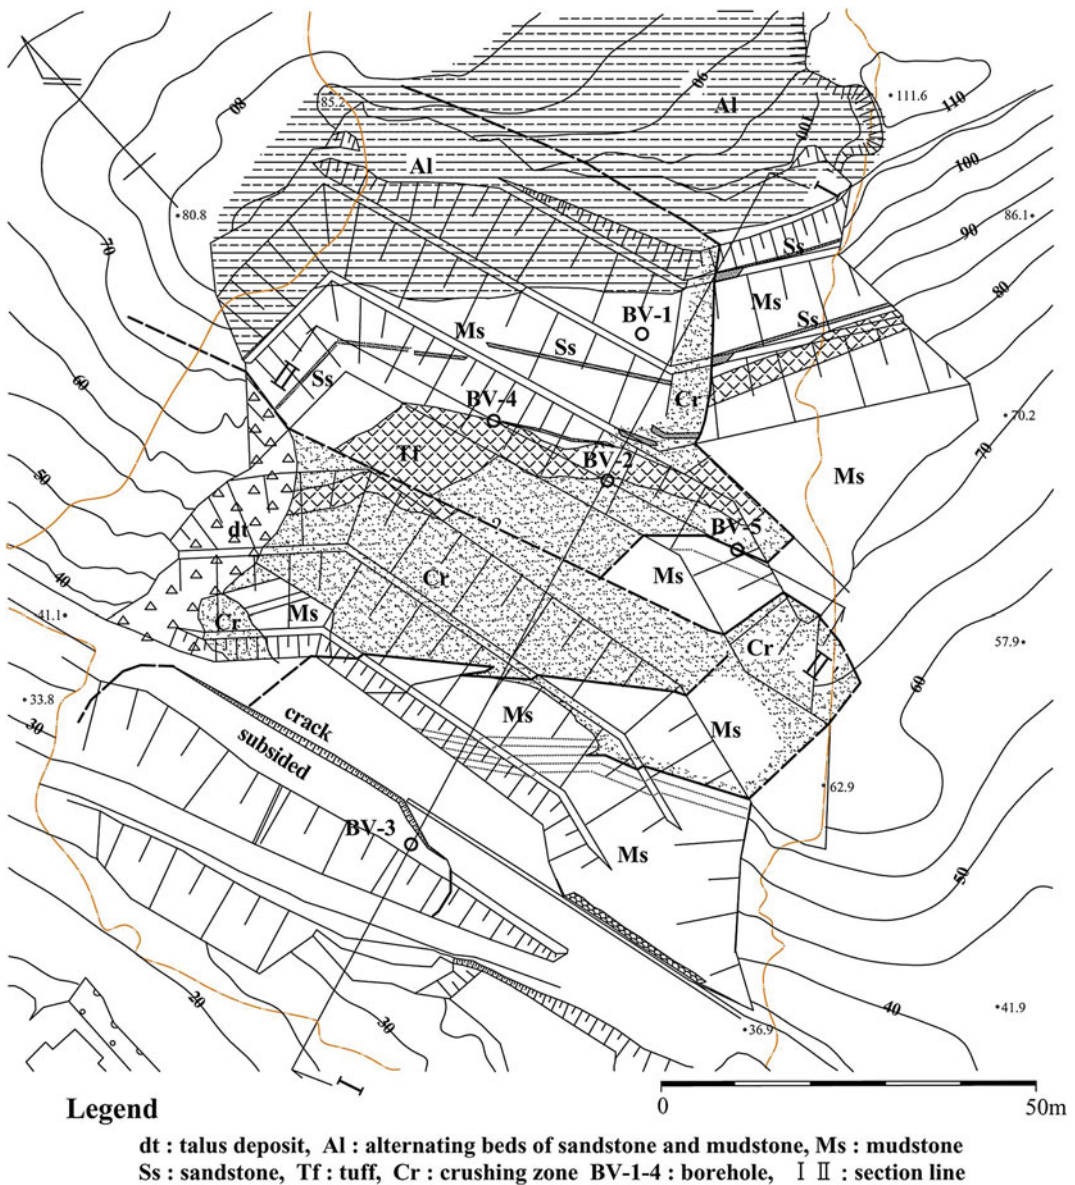 90
Al
111.6
110
80
85.2
100
100
Al
I
80.8
86.1
90
70
Ss
Ms
Ss
80
Ms
BV-1
Ss
60
II
Ss
BV-4
Cr
70.2
70
Tf
BV-2
Ms
50
?
dt
BV-5
40
Cr
Ms
41.1
Cr
Ms
57.9
Cr
II
60
33.8
30
crack
Ms
Ms
subsided
62.9
BV-3
Ms
50
20
30
40
41.9
36.9
I
Legend
0 50m
dt : talus deposit, Al : alternating beds of sandstone and mudstone, Ms : mudstone
Ss : sandstone, Tf : tuff, Cr : crushing zone BV-1-4 : borehole, I II : section line